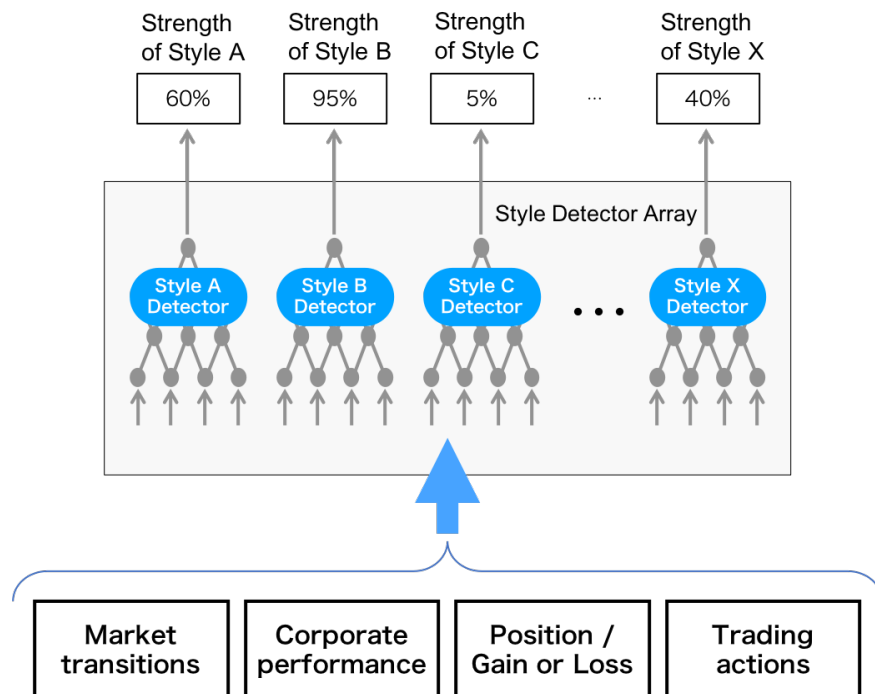 Strength
of Style A
Strength
of Style B
Strength
of Style C
Strength
of Style X
60%
95%
5%
...
40%
Style Detector Array
Style A
Detector
Style B
Detector
Style C
Detector
• • •
Style X
Detector
Market
transitions
Corporate
performance
Position /
Gain or Loss
Trading
actions